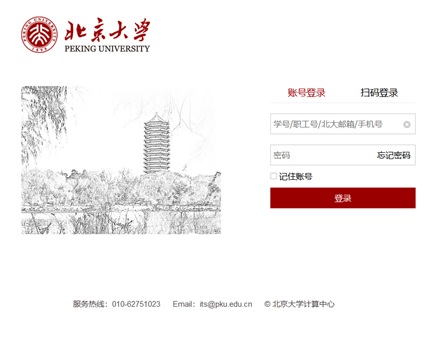 北京大学
PEKING UNIVERSITY
账号登录 扫码登录
学号/职工号/北大邮箱/手机号
密码 忘记密码
记住账号
登录
服务热线：010-62751023 Email：its@pku.edu.cn © 北京大学计算中心